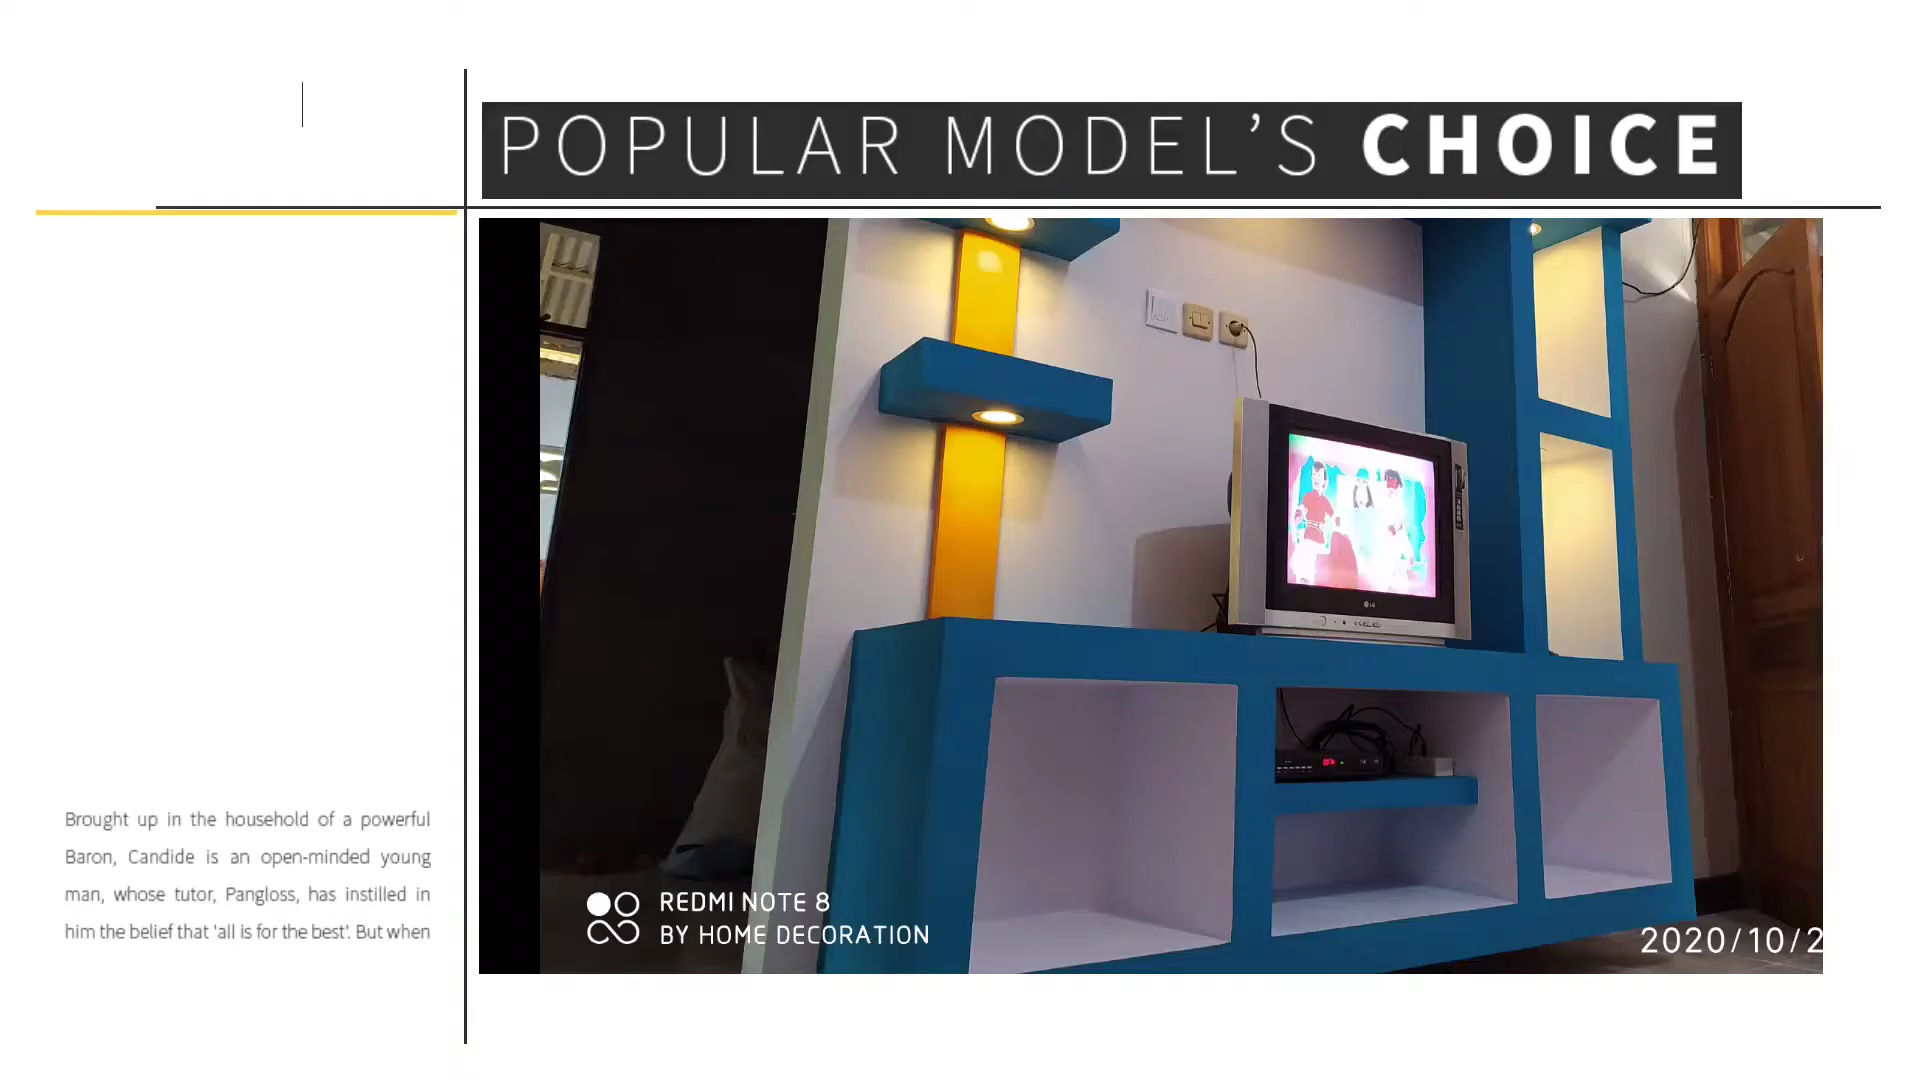 POPULAR MODEL’S CHOICE
Brought up in the household of a powerful
Baron, Candide is an open-minded young
man, whose tutor, Pangloss, has instilled in
him the belief that 'all is for the best'. But when
LG
REDMI NOTE 8
BY HOME DECORATION
2020/10/2